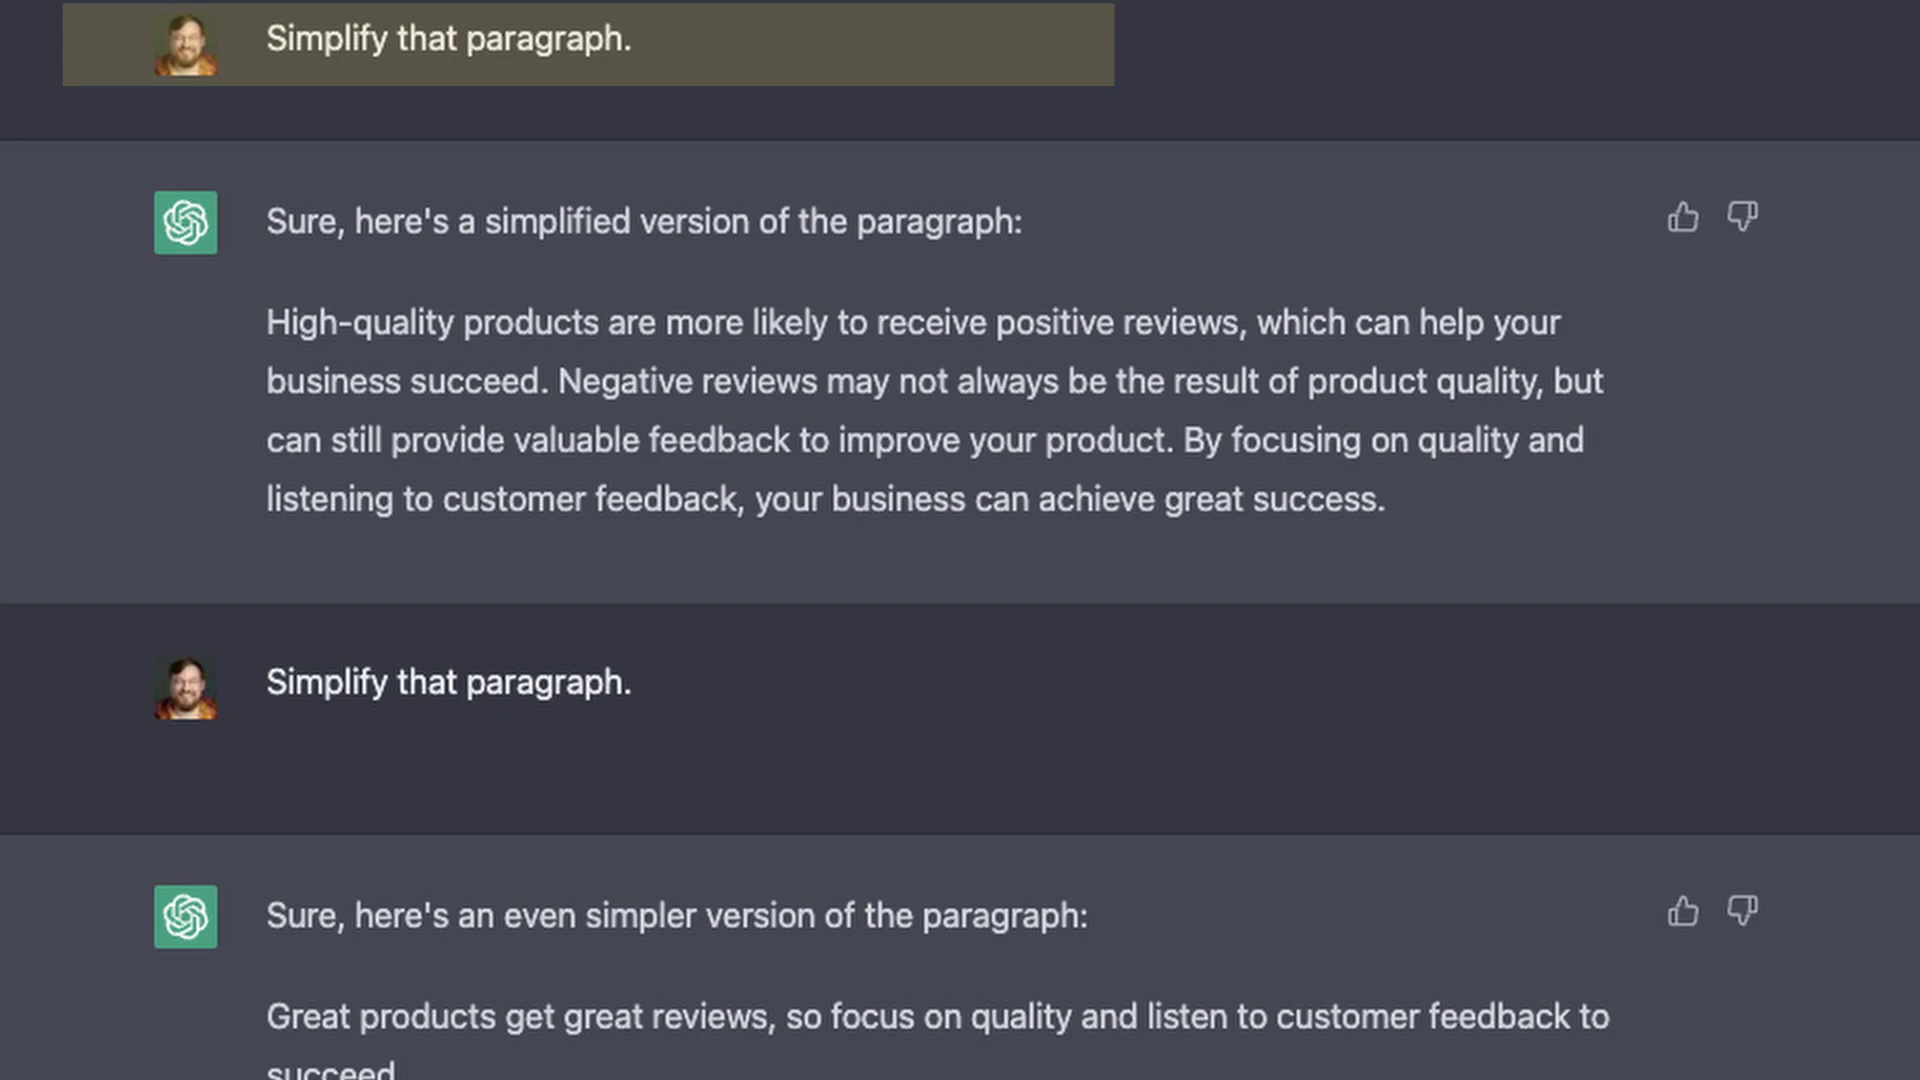 Simplify that paragraph.
Sure, here's a simplified version of the paragraph:
High-quality products are more likely to receive positive reviews, which can help your
business succeed. Negative reviews may not always be the result of product quality, but
can still provide valuable feedback to improve your product. By focusing on quality and
listening to customer feedback, your business can achieve great success.
Simplify that paragraph.
Sure, here's an even simpler version of the paragraph:
Great products get great reviews, so focus on quality and listen to customer feedback to
succeed